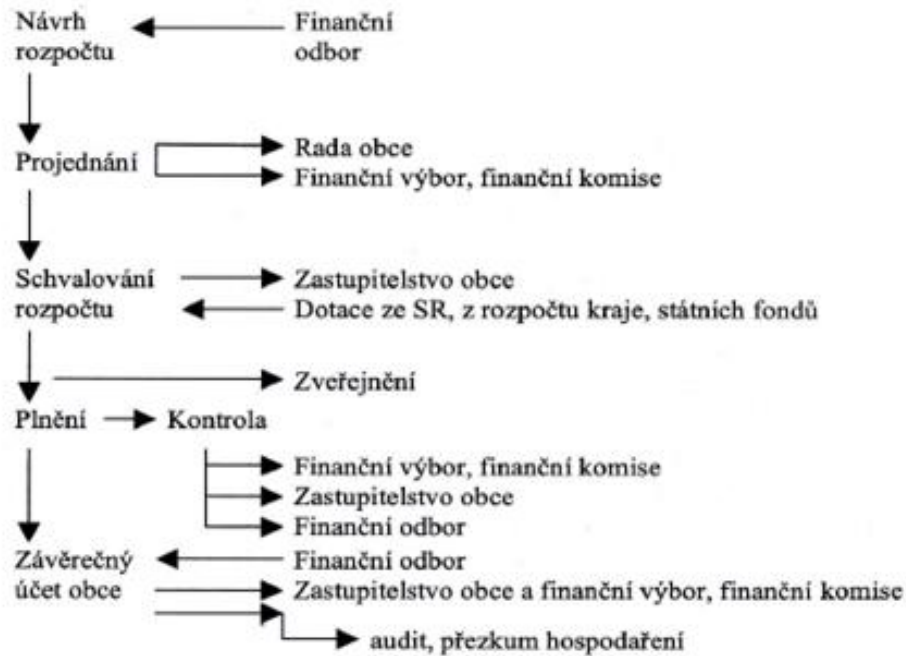 Návrh
rozpočtu
Finanční
odbor
Projednání
Rada obce
Finanční výbor, finanční komise
Schvalování
rozpočtu
Zastupitelstvo obce
Dotace ze SR, z rozpočtu kraje, státních fondů
Zveřejnění
Plnění
Kontrola
Finanční výbor, finanční komise
Zastupitelstvo obce
Finanční odbor
Závěrečný
účet obce
Finanční odbor
Zastupitelstvo obce a finanční výbor, finanční komise
audit, přezkum hospodaření